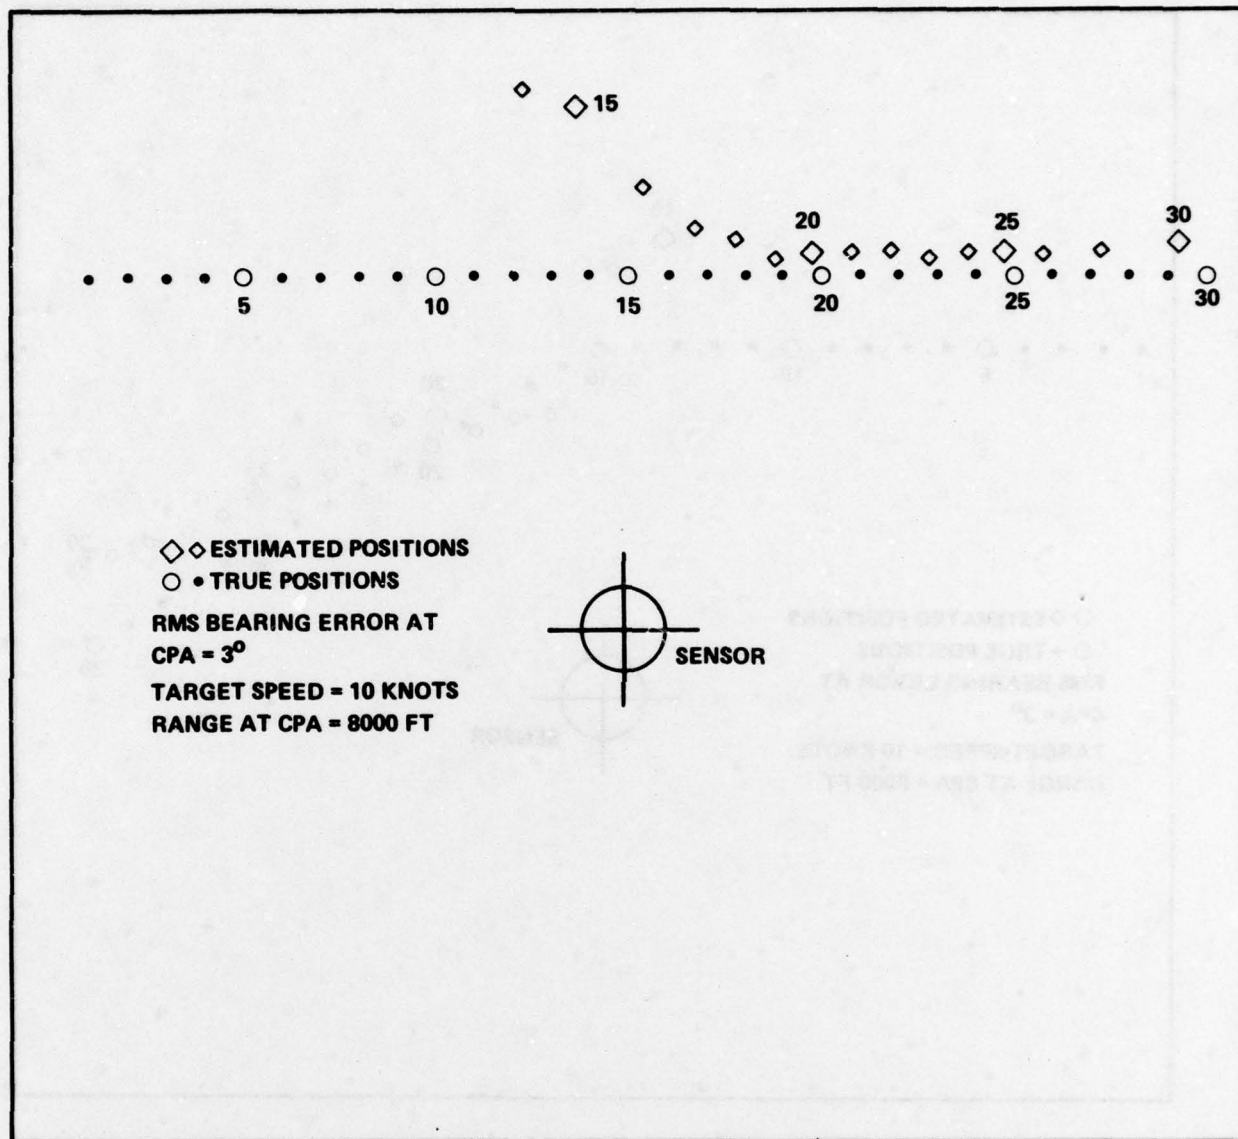 15
20 25 30
5 10 15 20 25 30
ESTIMATED POSITIONS
TRUE POSITIONS
RMS BEARING ERROR AT
CPA = 3°
TARGET SPEED = 10 KNOTS
RANGE AT CPA = 8000 FT
SENSOR